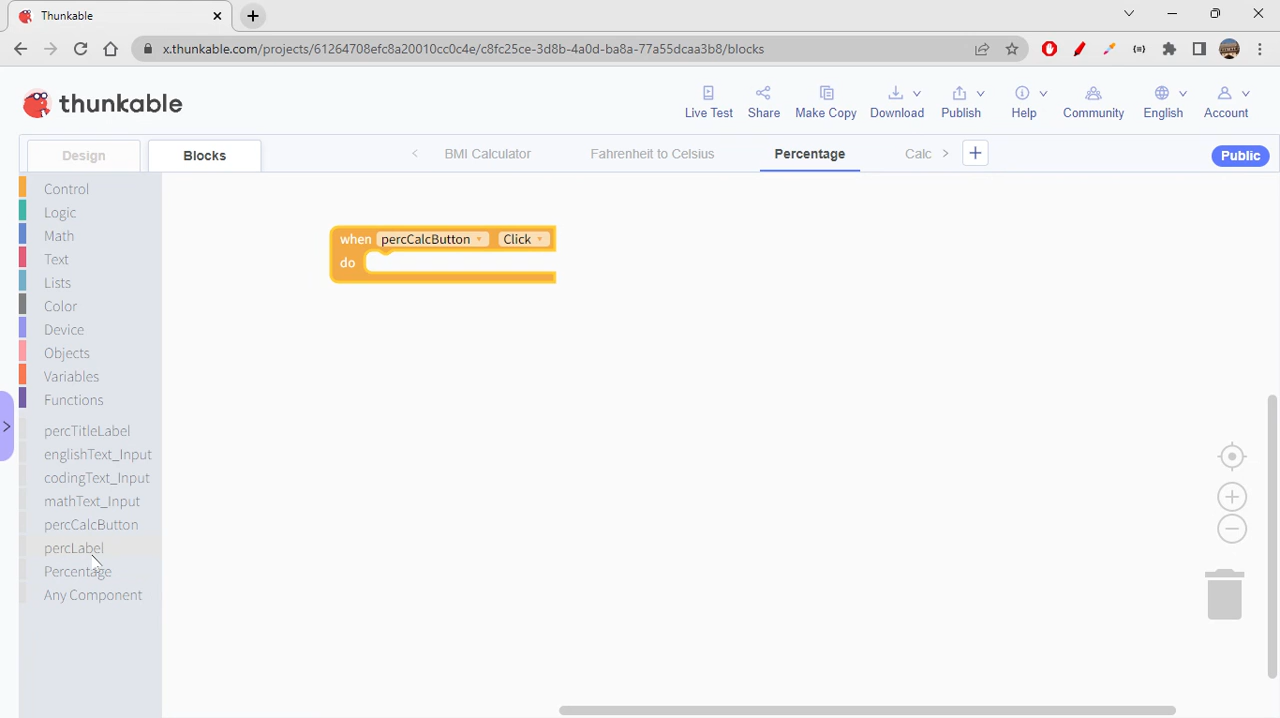 Thunkable
x.thunkable.com/projects/61264708efc8a20010cc0c4e/c8fc25ce-3d8b-4a0d-ba8a-77a55dcaa3b8/blocks
thunkable
Live Test
Share
Make Copy
Download
Publish
Help
Community
English
Account
Design
Blocks
BMI Calculator
Fahrenheit to Celsius
Percentage
Calc
Public
Control
Logic
Math
Text
Lists
Color
Device
Objects
Variables
Functions
percTitleLabel
englishText_Input
codingText_Input
mathText_Input
percCalcButton
percLabel
Percentage
Any Component
when percCalcButton Click
do